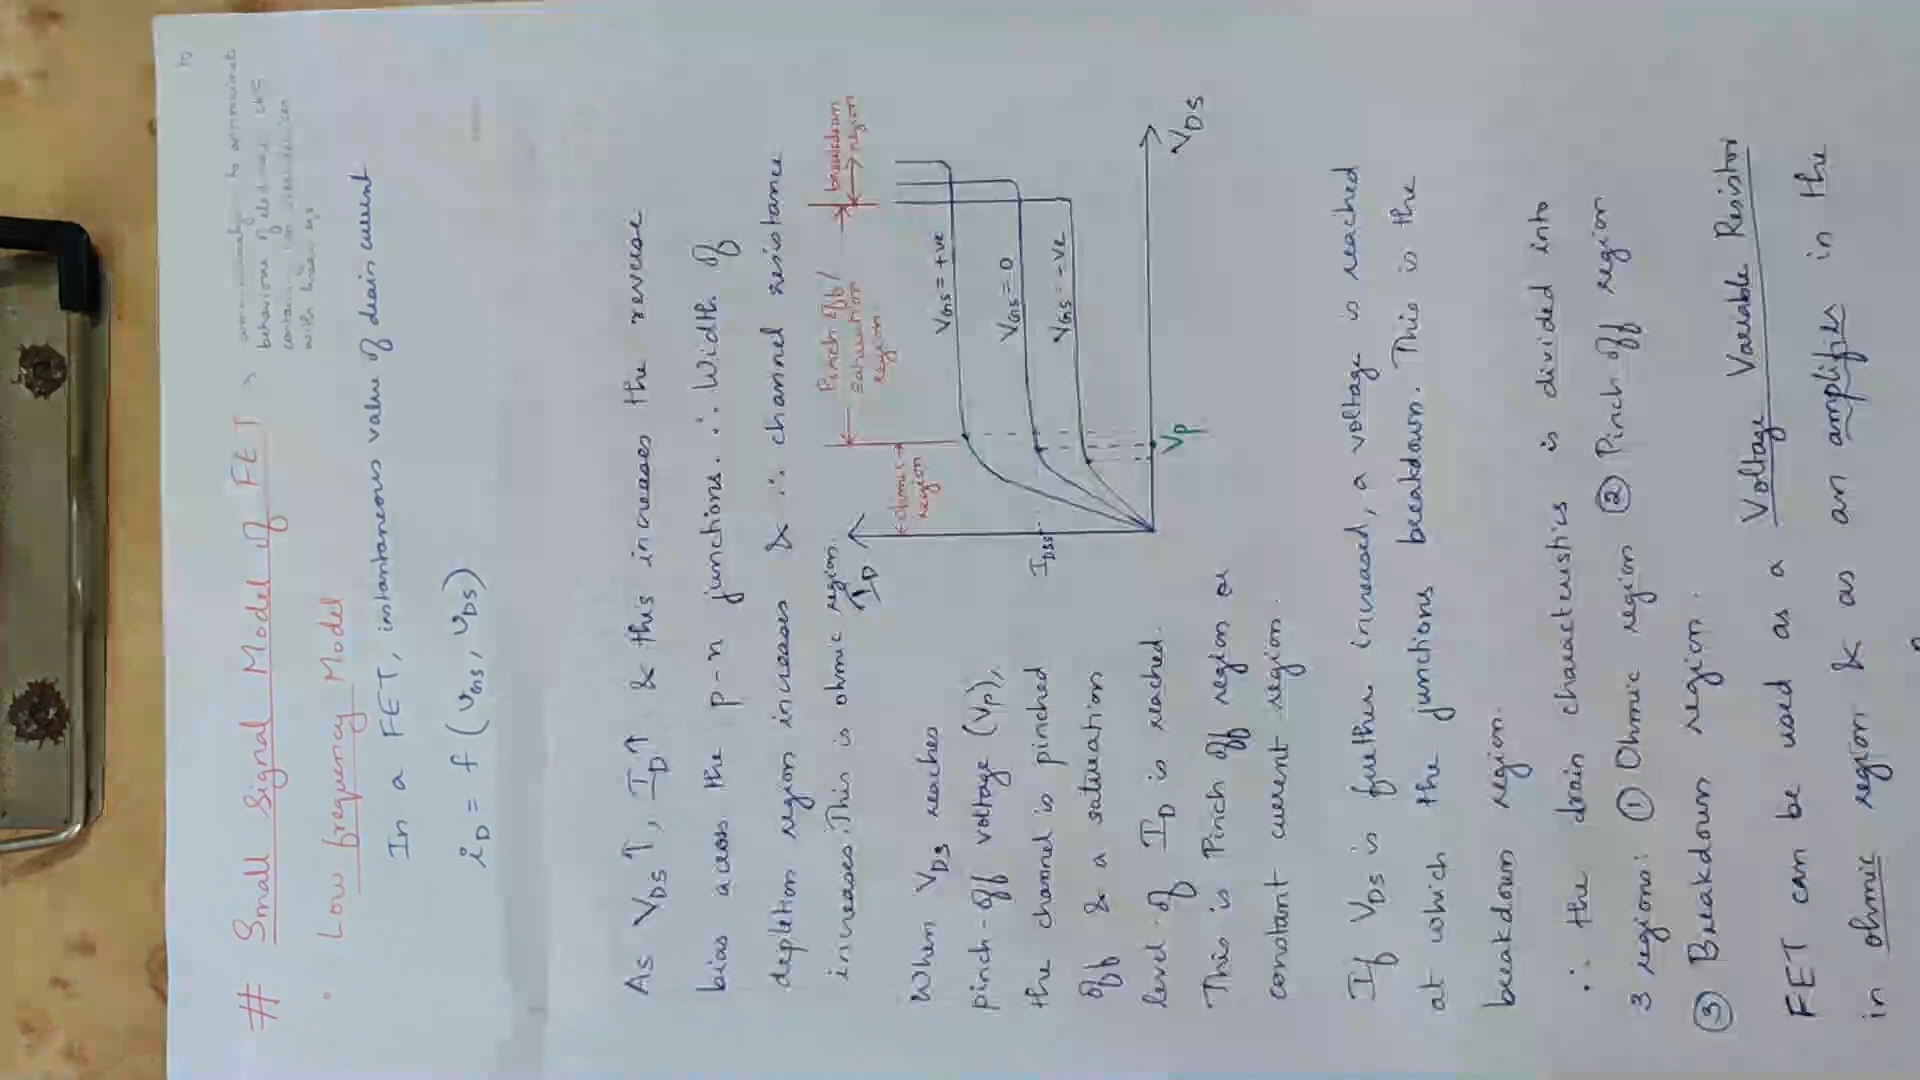 # Small Signal Model of FET
behaviour of
with
• Low frequency Model
In a FET, instantaneous value of drain current
iD = f (vGS, vDS)
As VDS↑, ID↑ & this increases the reverse
bias across the p-n junctions. ∴ Width of
depletion region increases & ∴ channel resistance
increases. This is ohmic region.
When VDS reaches
pinch-off voltage (Vp),
the channel is pinched
off & a saturation
level of ID is reached.
This is Pinch off region or
constant current region.
↑ID
IDSS
Ohmic region
Pinch off/ saturation region
breakdown region
VGS = +ve
VGS = 0
VGS = -ve
Vp
VDS
If VDS is further increased, a voltage is reached
at which the junctions breakdown. This is the
breakdown region.
∴ the drain characteristics is divided into
3 regions: ① Ohmic region ② Pinch off region
③ Breakdown region.
FET can be used as a Voltage Variable Resistor
in ohmic region & as an amplifier in the